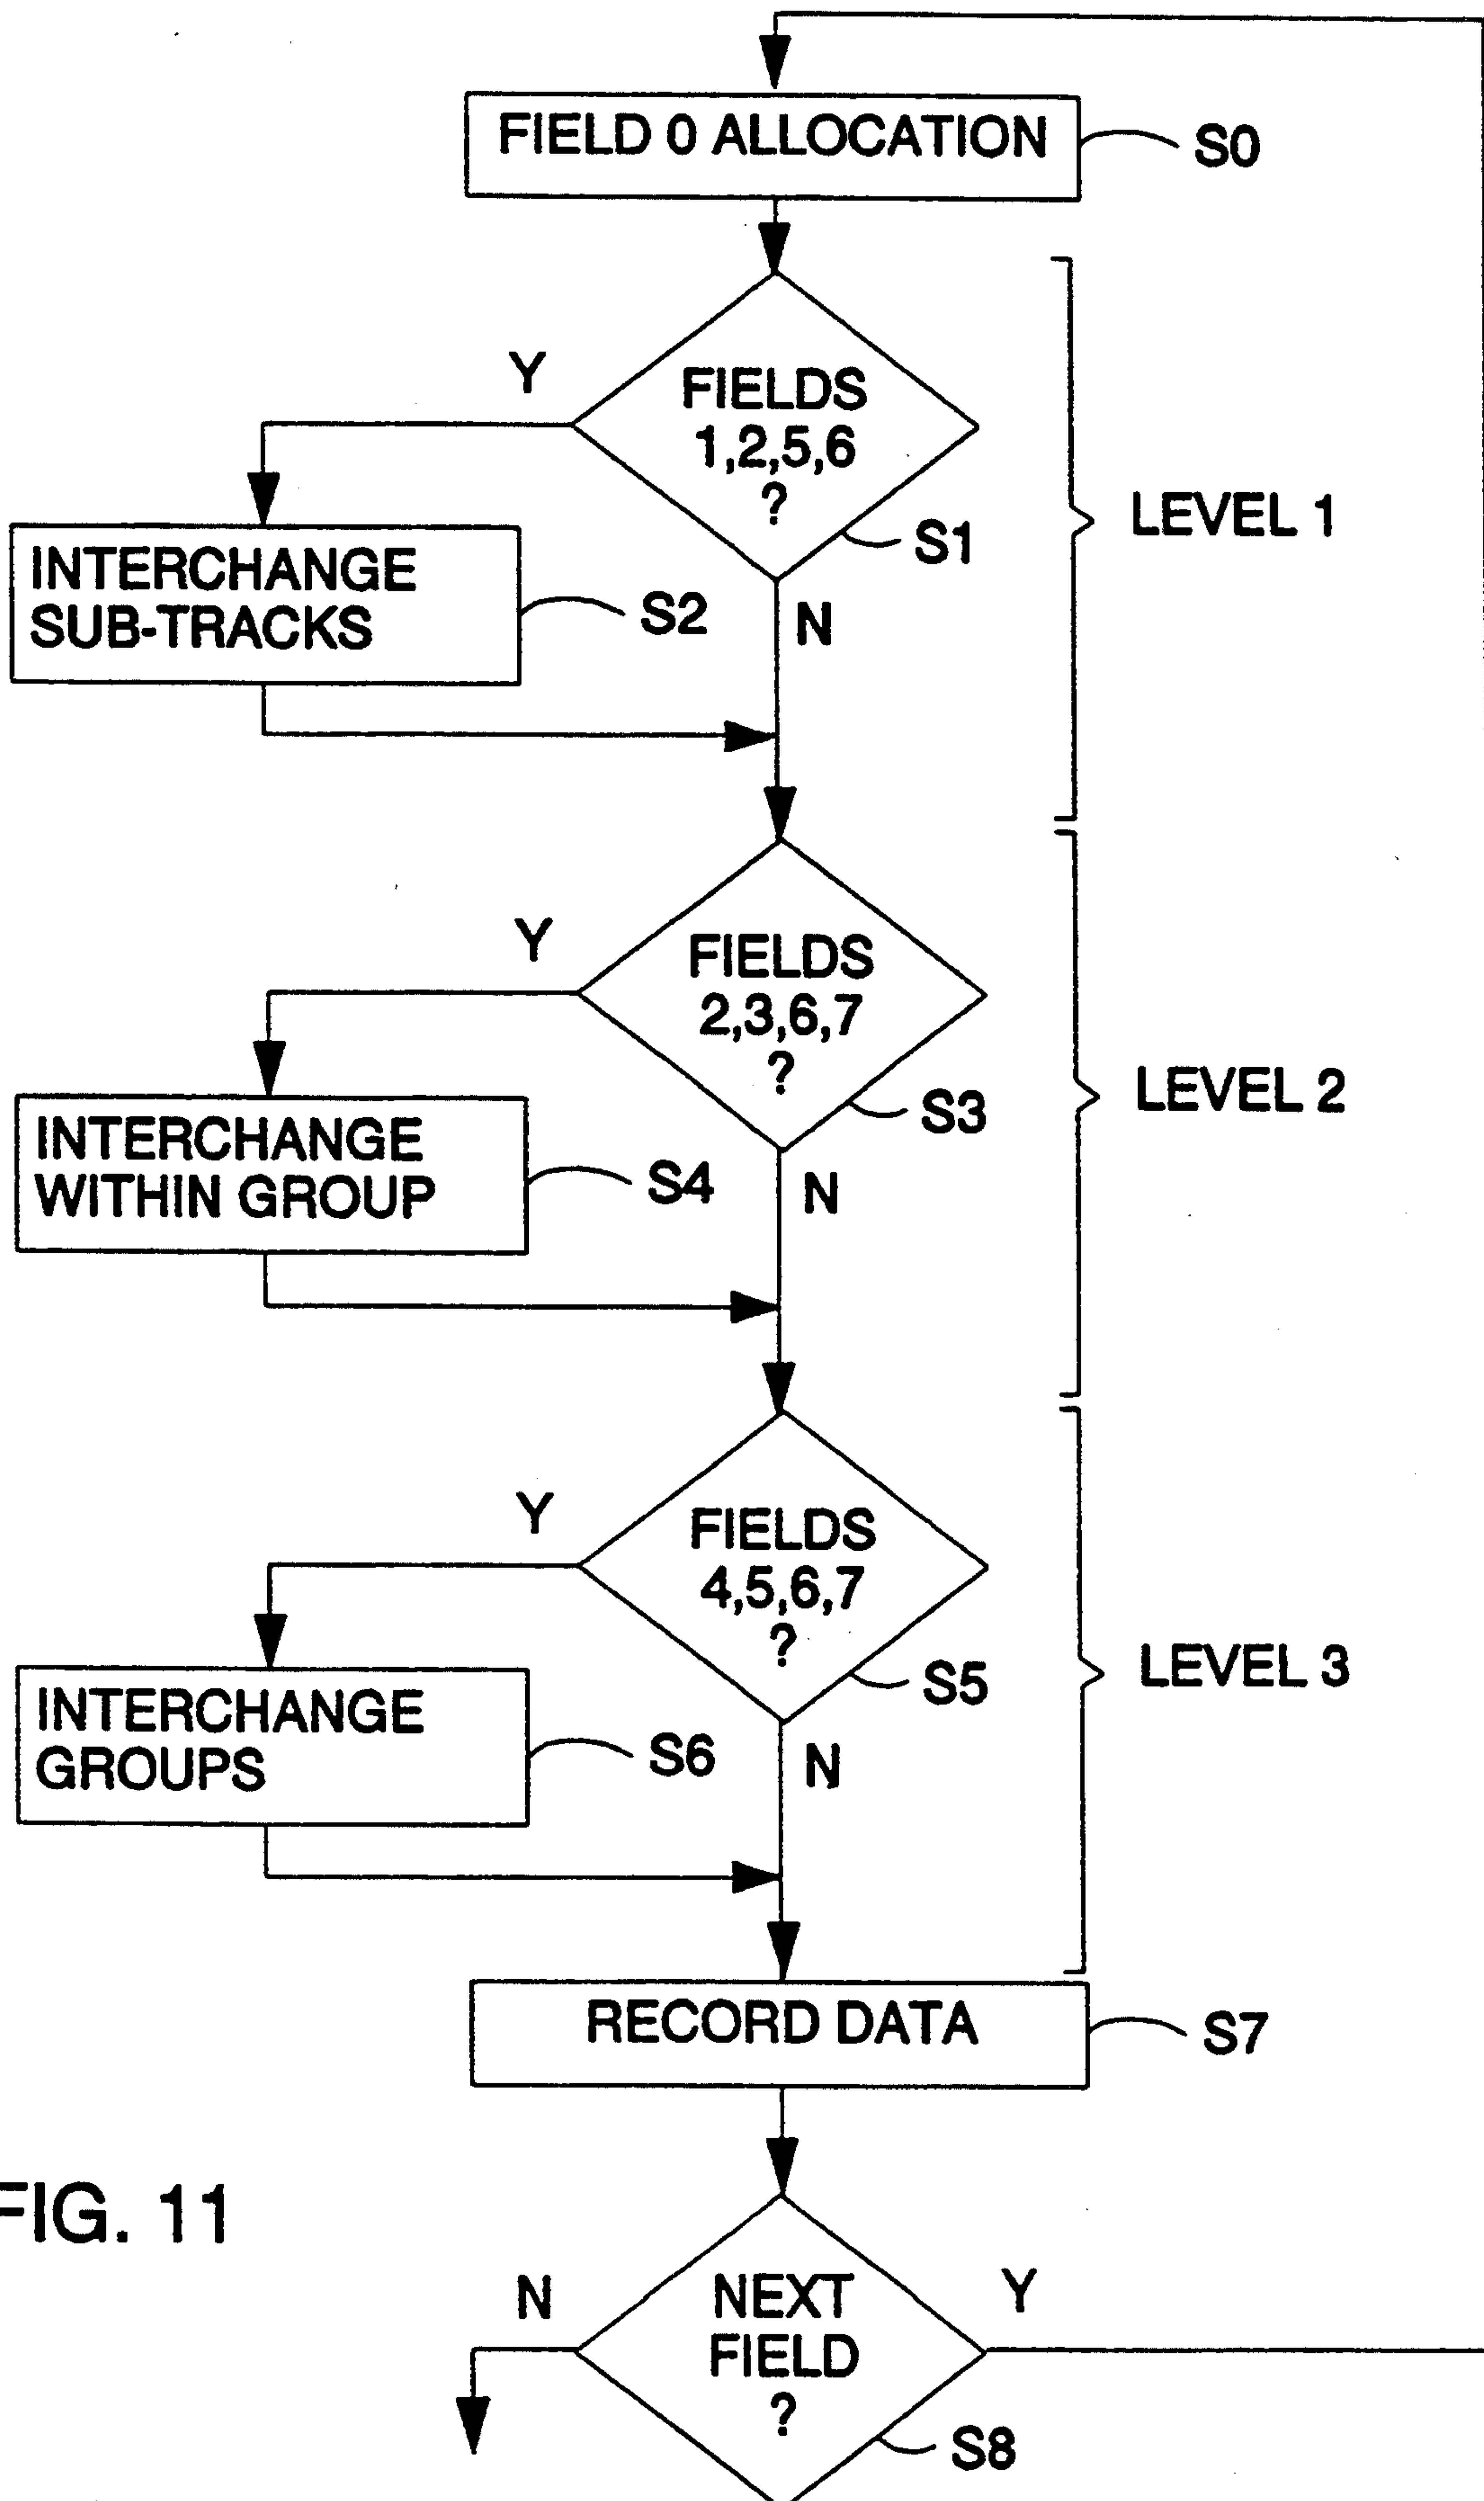 FIELD 0 ALLOCATION
S0
Y
FIELDS
1,2,5,6
?
S1
LEVEL 1
INTERCHANGE
SUB-TRACKS
S2
N
Y
FIELDS
2,3,6,7
?
S3
LEVEL 2
INTERCHANGE
WITHIN GROUP
S4
N
Y
FIELDS
4,5,6,7
?
S5
LEVEL 3
INTERCHANGE
GROUPS
S6
N
RECORD DATA
S7
FIG. 11
N
NEXT
FIELD
?
Y
S8